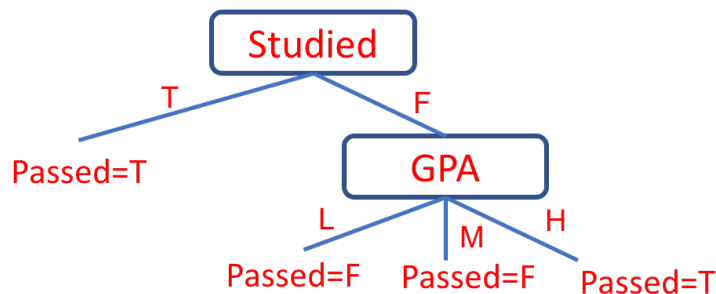 Studied
T
F
Passed=T
GPA
L
M
H
Passed=F
Passed=F
Passed=T